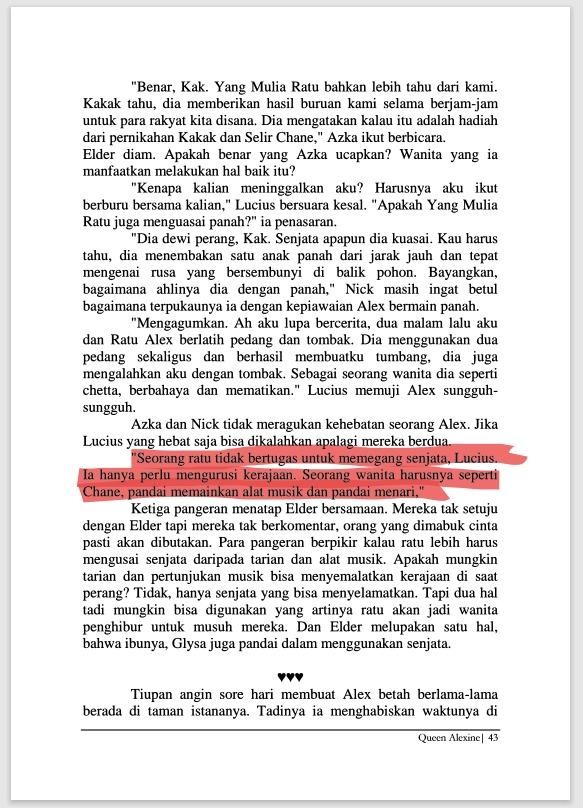 "Benar, Kak. Yang Mulia Ratu bahkan lebih tahu dari kami.
Kakak tahu, dia memberikan hasil buruan kami selama berjam-jam
untuk para rakyat kita disana. Dia mengatakan kalau itu adalah hadiah
dari pernikahan Kakak dan Selir Chane," Azka ikut berbicara.
Elder diam. Apakah benar yang Azka ucapkan? Wanita yang ia
manfaatkan melakukan hal baik itu?
"Kenapa kalian meninggalkan aku? Harusnya aku ikut
berburu bersama kalian," Lucius bersuara kesal. "Apakah Yang Mulia
Ratu juga menguasai panah?" ia penasaran.
"Dia dewi perang, Kak. Senjata apapun dia kuasai. Kau harus
tahu, dia menembakan satu anak panah dari jarak jauh dan tepat
mengenai rusa yang bersembunyi di balik pohon. Bayangkan,
bagaimana ahlinya dia dengan panah," Nick masih ingat betul
bagaimana terpukaunya ia dengan kepiawaian Alex bermain panah.
"Mengagumkan. Ah aku lupa bercerita, dua malam lalu aku
dan Ratu Alex berlatih pedang dan tombak. Dia menggunakan dua
pedang sekaligus dan berhasil membuatku tumbang, dia juga
mengalahkan aku dengan tombak. Sebagai seorang wanita dia seperti
chetta, berbahaya dan mematikan." Lucius memuji Alex sungguh-
sungguh.
Azka dan Nick tidak meragukan kehebatan seorang Alex. Jika
Lucius yang hebat saja bisa dikalahkan apalagi mereka berdua.
"Seorang ratu tidak bertugas untuk memegang senjata, Lucius.
Ia hanya perlu mengurusi kerajaan. Seorang wanita harusnya seperti
Chane, pandai memainkan alat musik dan pandai menari,"
Ketiga pangeran menatap Elder bersamaan. Mereka tak setuju
dengan Elder tapi mereka tak berkomentar, orang yang dimabuk cinta
pasti akan dibutakan. Para pangeran berpikir kalau ratu lebih harus
mengusai senjata daripada tarian dan alat musik. Apakah mungkin
tarian dan pertunjukan musik bisa menyemalatkan kerajaan di saat
perang? Tidak, hanya senjata yang bisa menyelamatkan. Tapi dua hal
tadi mungkin bisa digunakan yang artinya ratu akan jadi wanita
penghibur untuk musuh mereka. Dan Elder melupakan satu hal,
bahwa ibunya, Glysa juga pandai dalam menggunakan senjata.
♥♥♥
Tiupan angin sore hari membuat Alex betah berlama-lama
berada di taman istananya. Tadinya ia menghabiskan waktunya di
Queen Alexine| 43